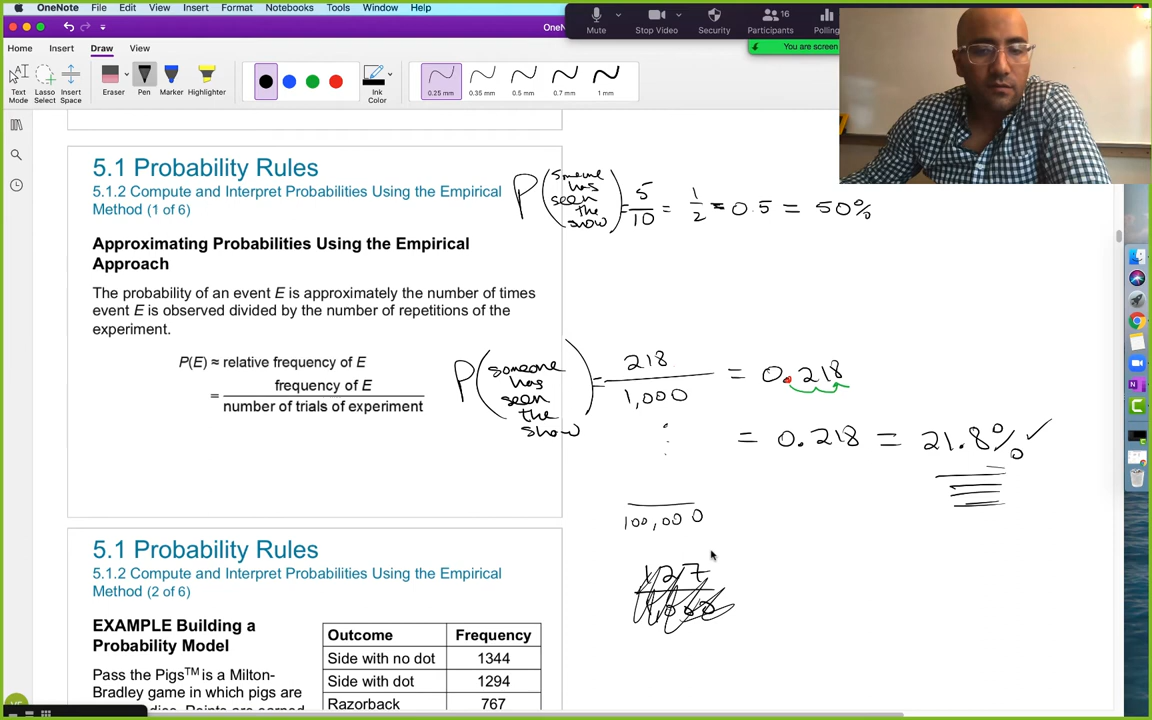 OneNote File Edit View Insert Format Notebooks Tools Window Help
OneN
Mute Stop Video Security Participants 16 Polling
You are screen
Home Insert Draw View
Text Mode Lasso Select Insert Space Eraser Pen Marker Highlighter Ink Color 0.25 mm 0.35 mm 0.5 mm 0.7 mm 1 mm
5.1 Probability Rules
5.1.2 Compute and Interpret Probabilities Using the Empirical
Method (1 of 6)
Approximating Probabilities Using the Empirical
Approach
The probability of an event E is approximately the number of times
event E is observed divided by the number of repetitions of the
experiment.
P(E) ≈ relative frequency of E
= frequency of E
number of trials of experiment
P(someone has seen the show) = 5/10 = 1/2 = 0.5 = 50%
P(someone has seen the show) = 218/1,000 = 0.218
= 0.218 = 21.8% ✓
100,000
127
1,000
5.1 Probability Rules
5.1.2 Compute and Interpret Probabilities Using the Empirical
Method (2 of 6)
EXAMPLE Building a
Probability Model
Pass the Pigs™ is a Milton-
Bradley game in which pigs are
Outcome Frequency
Side with no dot 1344
Side with dot 1294
Razorback 767